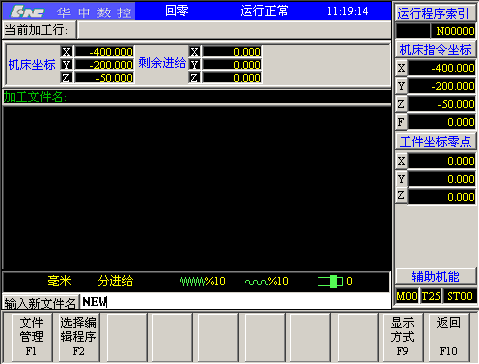 华中数控 回零 运行正常 11:19:14 运行程序索引
当前加工行: N00000
机床坐标 X -400.000 剩余进给 X 0.000 机床指令坐标
Y -200.000 Y 0.000 X -400.000
Z -50.000 Z 0.000 Y -200.000
加工文件名: Z -50.000
F 0.000
工件坐标零点
X 0.000
Y 0.000
Z 0.000
毫米 分进给 %10 %10 0 辅助机能
输入新文件名 NEW M00 T25 ST00
文件管理 F1
选择编辑程序 F2
显示方式 F9
返回 F10